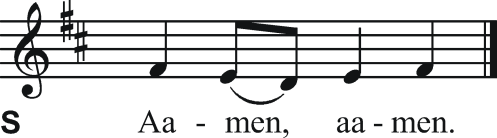 S Aa - men, aa - men.